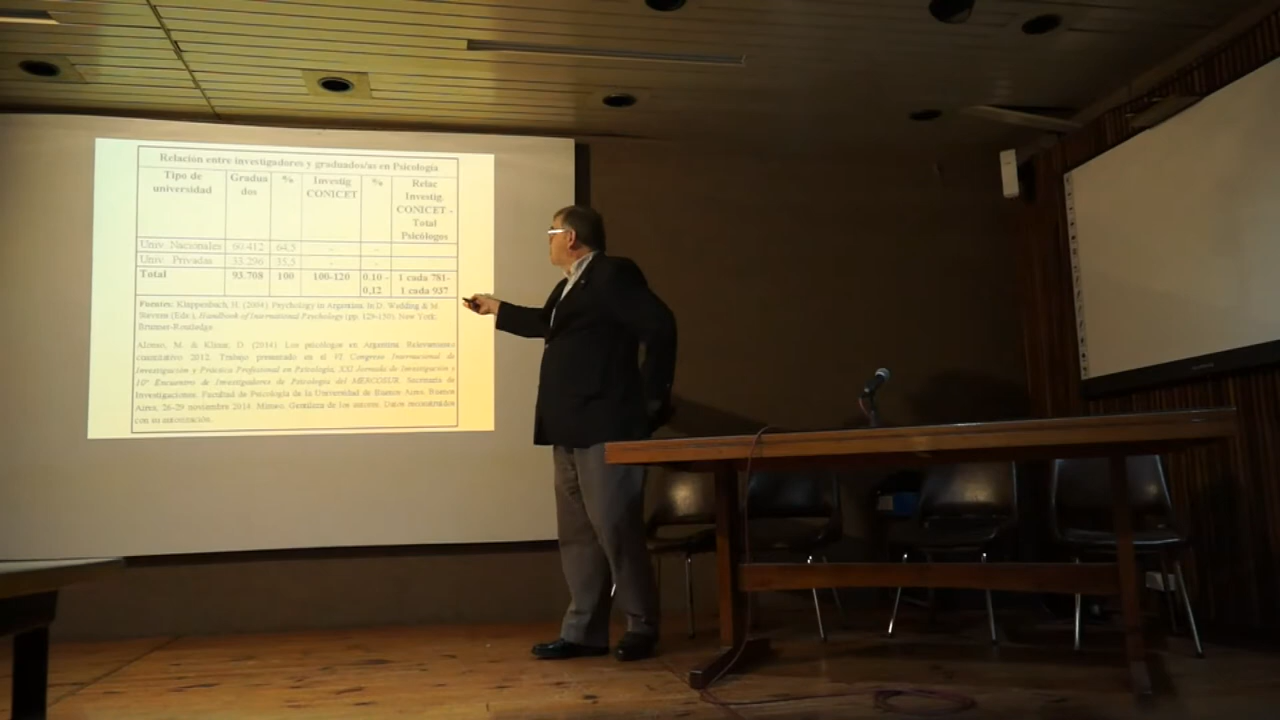 Relación entre investigadores y graduados/as en Psicología
Tipo de universidad Gradua dos % Investig CONICET % Relac Investig. CONICET - Total Psicólogos
Univ. Nacionales 60.412 64,5 - -
Univ. Privadas 33.296 35,5 - -
Total 93.708 100 100-120 0.10 - 0,12 1 cada 781- 1 cada 937
Fuentes: Klappenbach, H. (2004). Psychology in Argentina. In D. Wedding & M.
Stevens (Eds.), Handbook of International Psychology (pp. 129-150). New York:
Brunner-Routledge
Alonso, M. & Klinar, D. (2014). Los psicólogos en Argentina. Relevamiento
cuantitativo 2012. Trabajo presentado en el VI Congreso Internacional de
Investigación y Práctica Profesional en Psicología, XXI Jornada de Investigación y
10º Encuentro de Investigadores de Psicología del MERCOSUR. Secretaría de
Investigaciones. Facultad de Psicología de la Universidad de Buenos Aires, Buenos
Aires, 26-29 noviembre 2014. Mimeo. Gentileza de los autores. Datos reconstruidos
con su autorización.